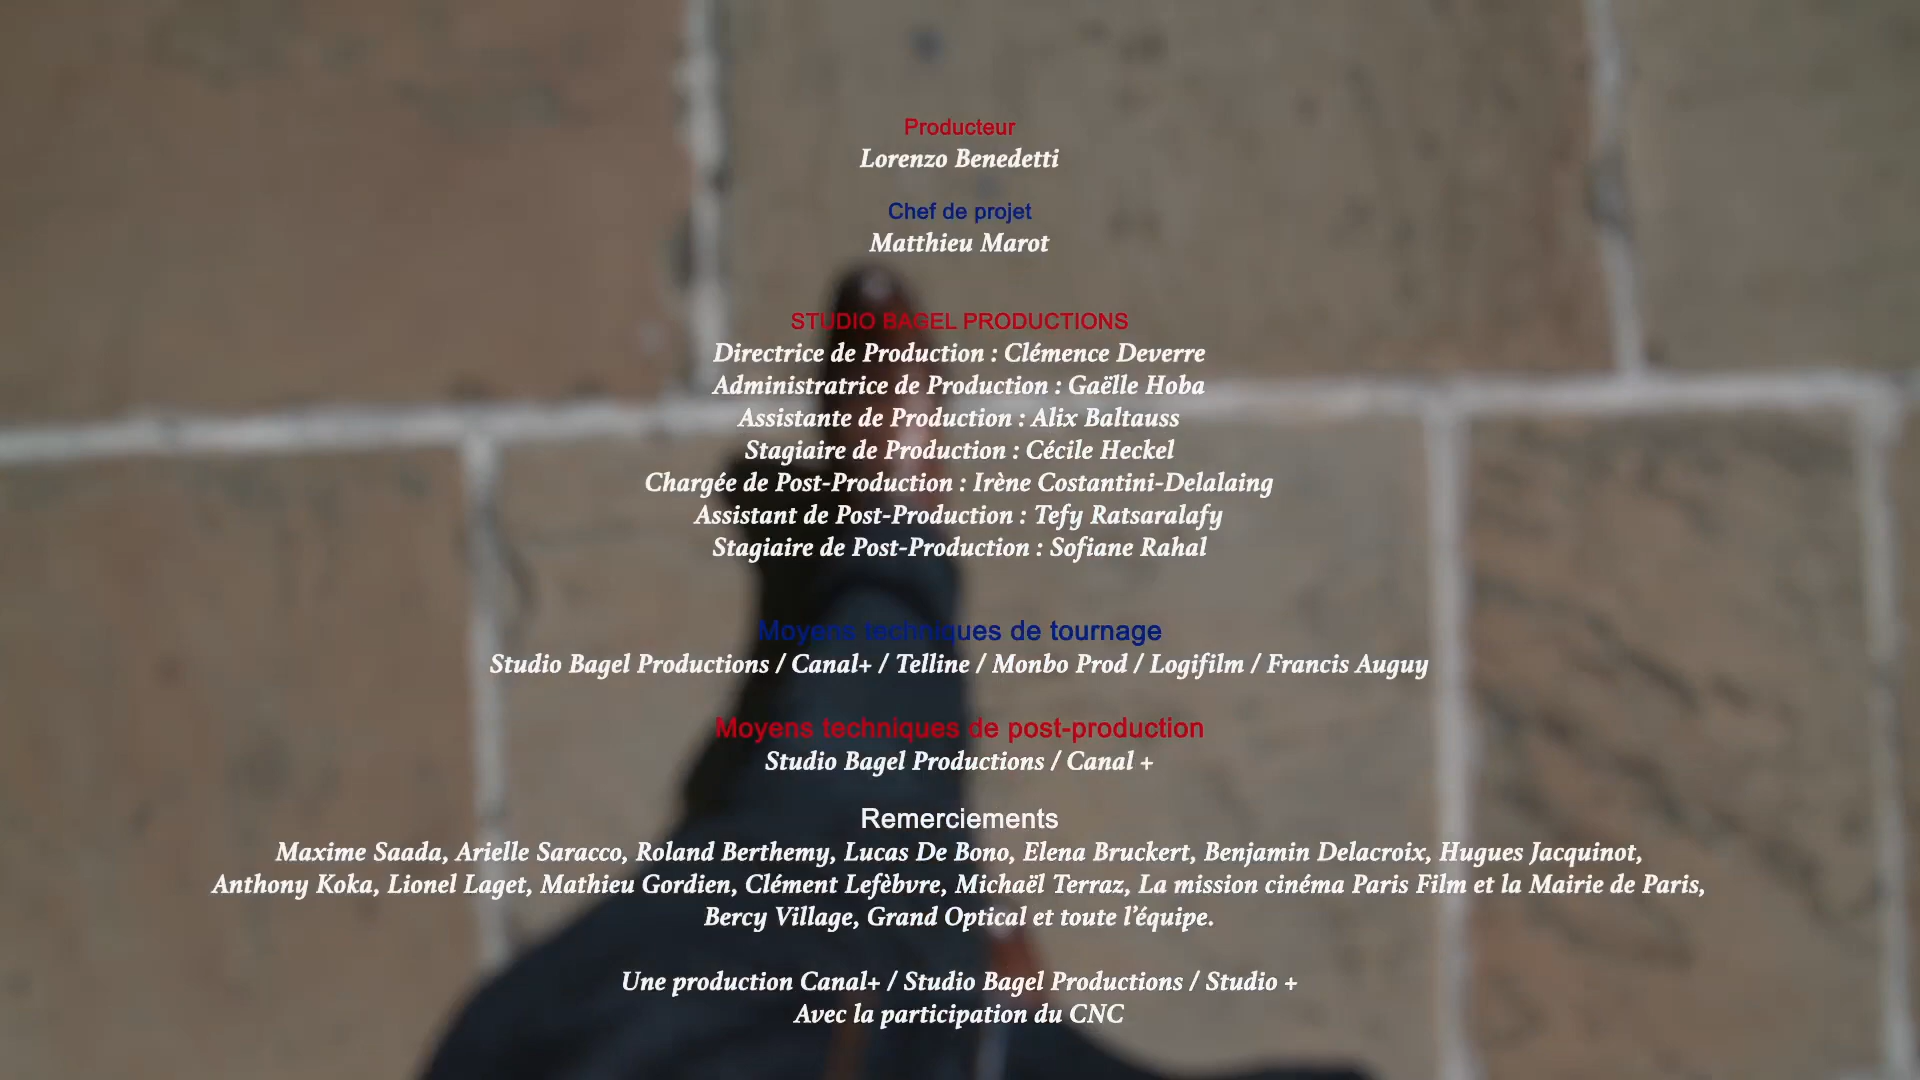 Producteur
Lorenzo Benedetti
Chef de projet
Matthieu Marot
STUDIO BAGEL PRODUCTIONS
Directrice de Production : Clémence Deverre
Administratrice de Production : Gaëlle Hoba
Assistante de Production : Alix Baltauss
Stagiaire de Production : Cécile Heckel
Chargée de Post-Production : Irène Costantini-Delalaing
Assistant de Post-Production : Tefy Ratsaralafy
Stagiaire de Post-Production : Sofiane Rahal
Moyens techniques de tournage
Studio Bagel Productions / Canal+ / Telline / Monbo Prod / Logifilm / Francis Auguy
Moyens techniques de post-production
Studio Bagel Productions / Canal +
Remerciements
Maxime Saada, Arielle Saracco, Roland Berthemy, Lucas De Bono, Elena Bruckert, Benjamin Delacroix, Hugues Jacquinot,
Anthony Koka, Lionel Laget, Mathieu Gordien, Clément Lefèbvre, Michaël Terraz, La mission cinéma Paris Film et la Mairie de Paris,
Bercy Village, Grand Optical et toute l'équipe.
Une production Canal+ / Studio Bagel Productions / Studio +
Avec la participation du CNC